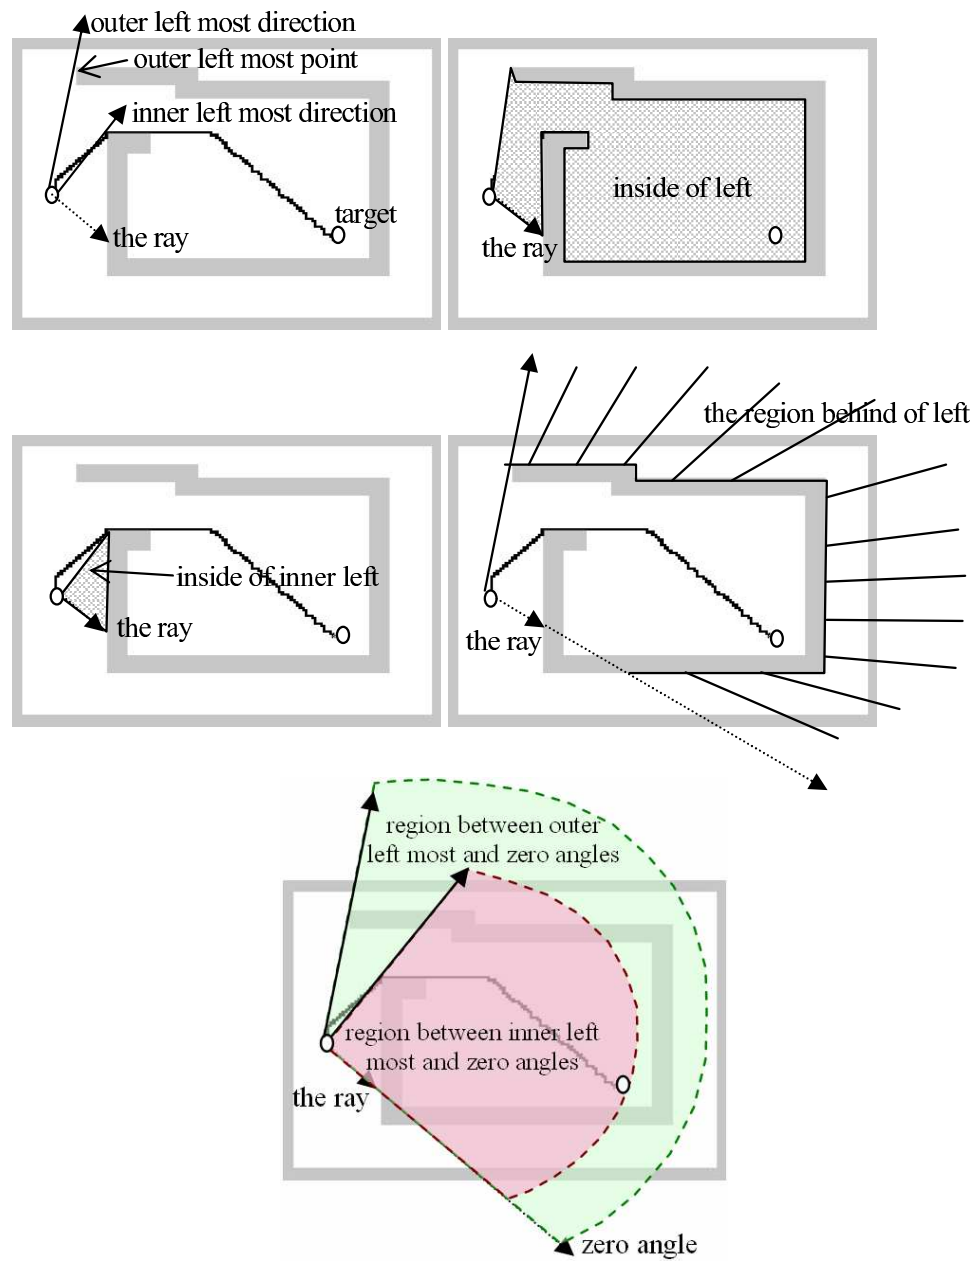 outer left most direction
outer left most point
inner left most direction
target
the ray
inside of left
the ray
inside of inner left
the ray
the region behind of left
the ray
region between outer
left most and zero angles
region between inner left
most and zero angles
the ray
zero angle